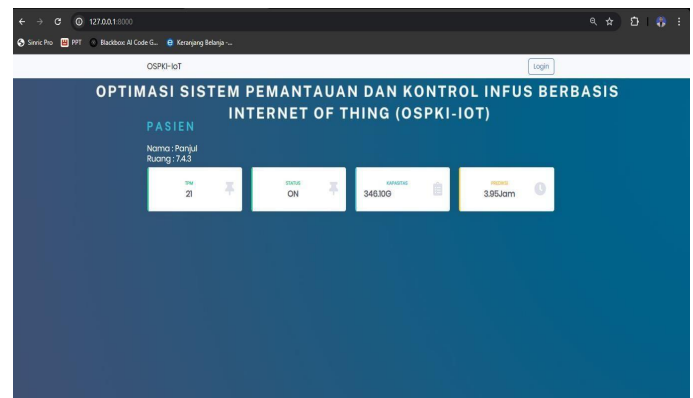 127.0.0.1:8000
Sinric Pro PPT Blackbox AI Code G... Keranjang Belanja -...
OSPKI-IoT Login
OPTIMASI SISTEM PEMANTAUAN DAN KONTROL INFUS BERBASIS
INTERNET OF THING (OSPKI-IOT)
PASIEN
Nama : Panjul
Ruang : 7.4.3
TPM STATUS KAPASITAS PREDIKSI
21 ON 346.10G 3.95Jam